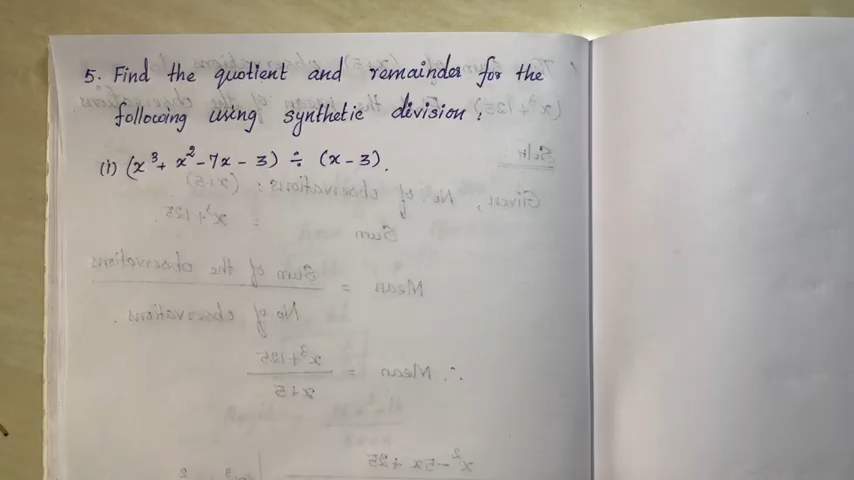 5. Find the quotient and remainder for the
following using synthetic division:
(i) (x³ + x² - 7x - 3) ÷ (x - 3).